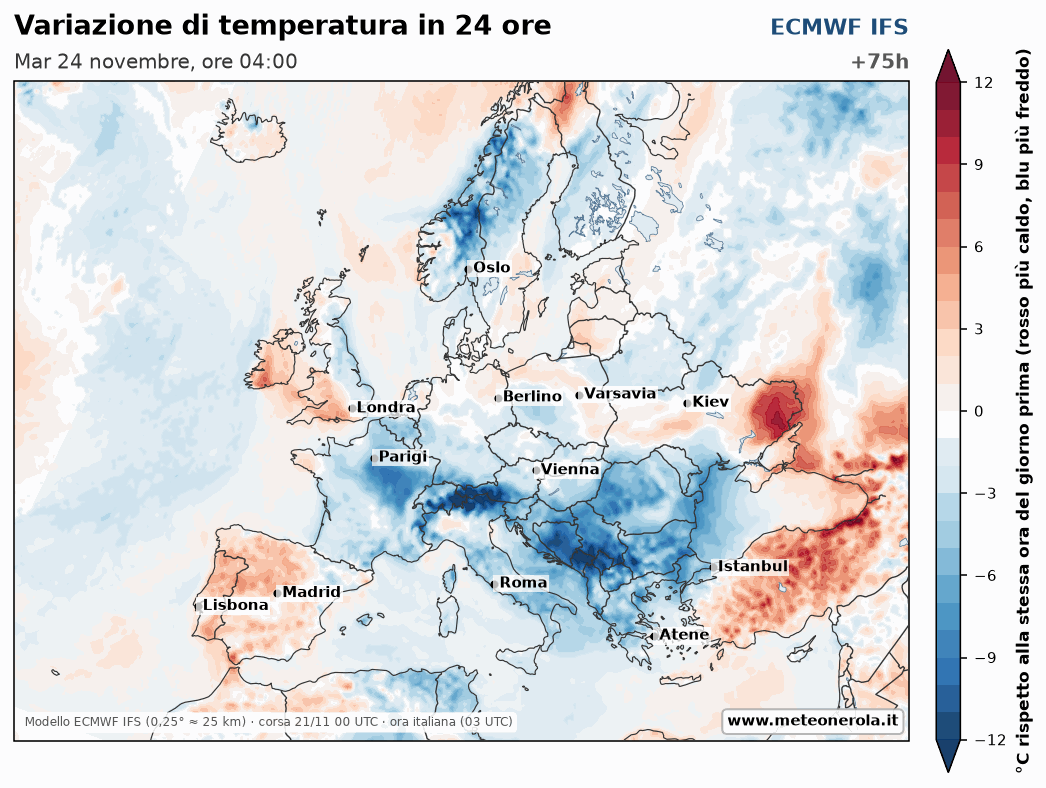 Variazione di temperatura in 24 ore
ECMWF IFS
Mar 24 novembre, ore 04:00
+75h
Oslo
Londra
Berlino
Varsavia
Kiev
Parigi
Vienna
Istanbul
Roma
Madrid
Lisbona
Atene
Modello ECMWF IFS (0,25° ≈ 25 km) · corsa 21/11 00 UTC · ora italiana (03 UTC)
www.meteonerola.it
12
9
6
3
0
−3
−6
−9
−12
°C rispetto alla stessa ora del giorno prima (rosso più caldo, blu più freddo)